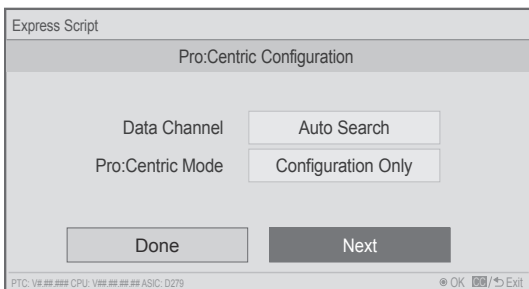 Express Script
Pro:Centric Configuration
Data Channel Auto Search
Pro:Centric Mode Configuration Only
Done Next
PTC: V#.##.### CPU: V##.##.##.## ASIC: D279 OK CC/ Exit